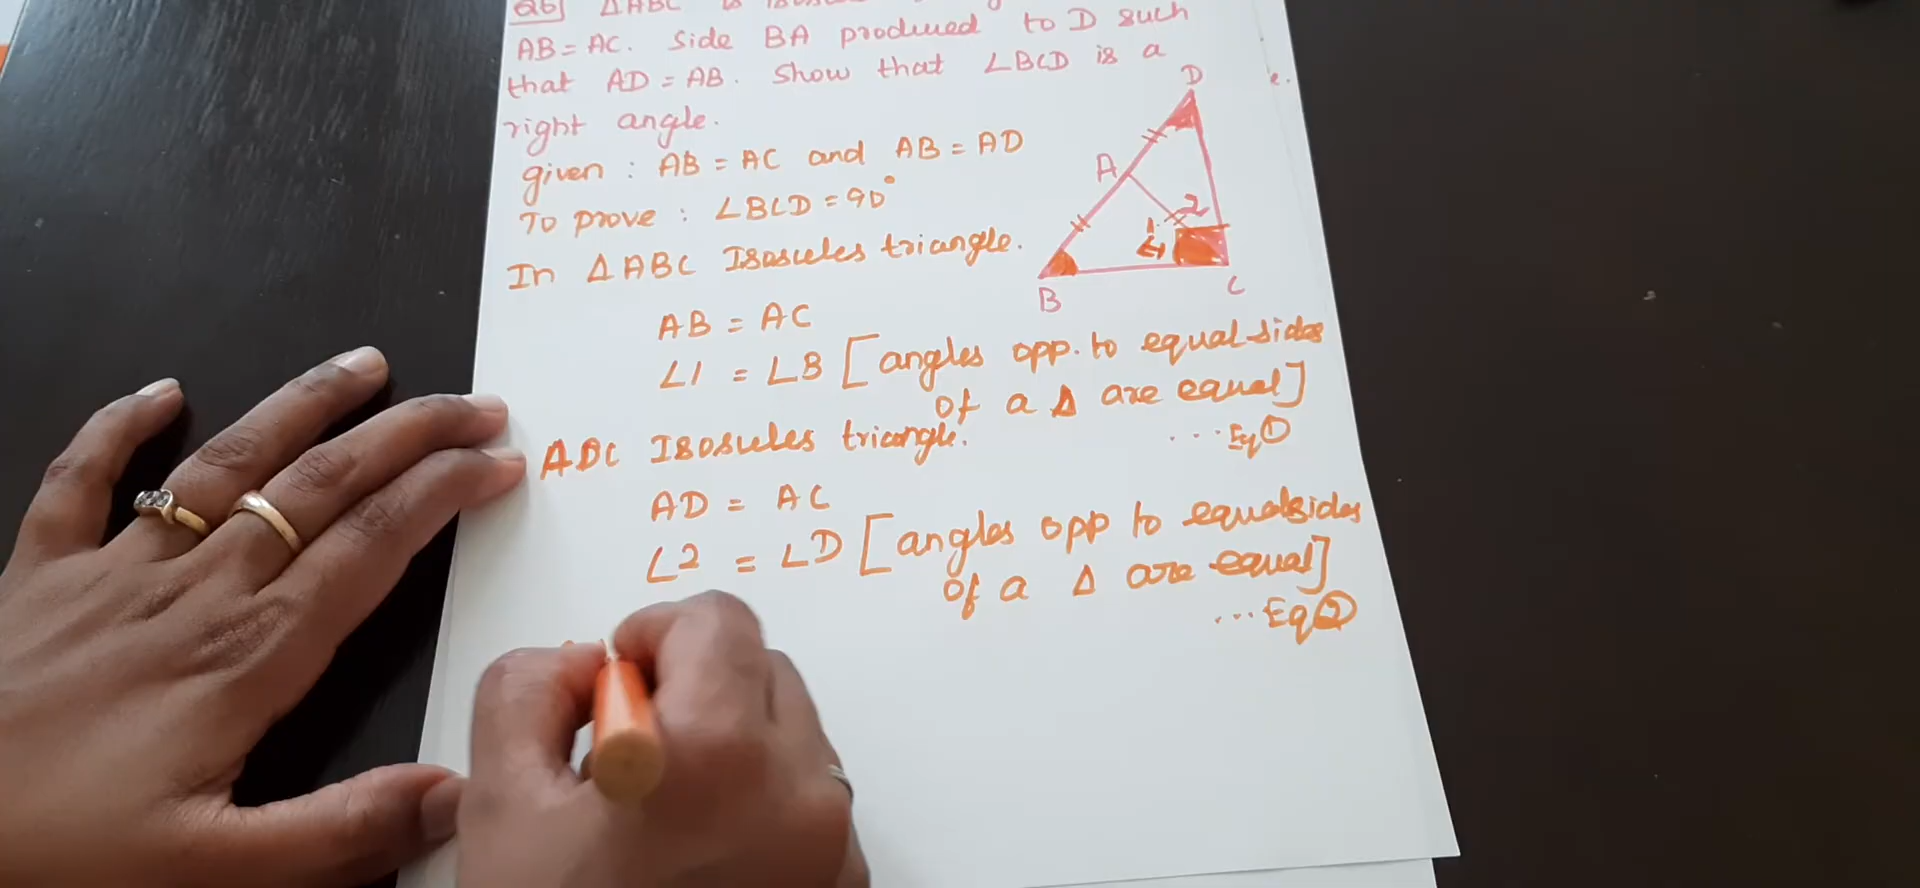 Q6] ΔABC is
AB = AC. Side BA produced to D such
that AD = AB. Show that ∠BCD is a
right angle.
given : AB = AC and AB = AD
To prove : ∠BCD = 90°
In ΔABC Isosceles triangle.
AB = AC
∠1 = ∠B [angles opp. to equal sides
of a Δ are equal]
... Eq①
ADC Isosceles triangle.
AD = AC
∠2 = ∠D [angles opp to equal sides
of a Δ are equal]
... Eq②
D
A
2
B
C